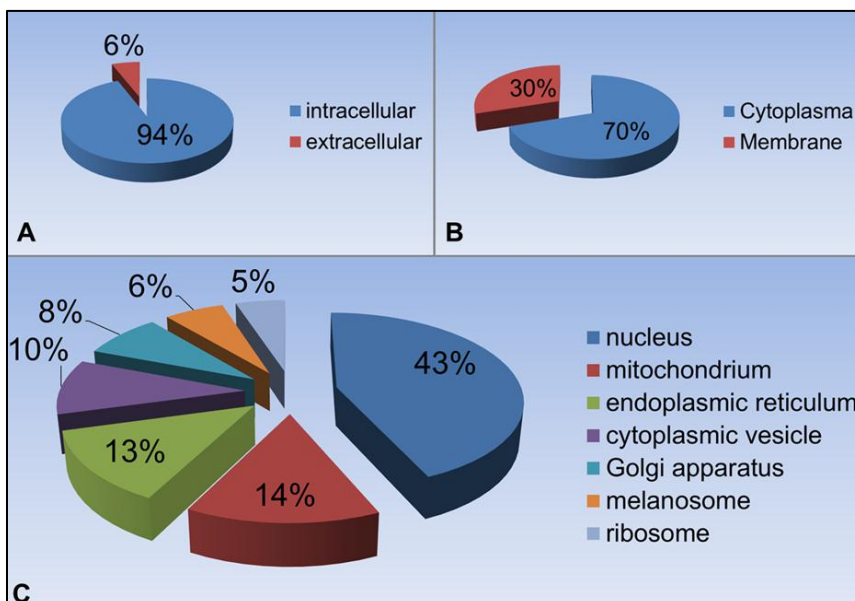 6%
94%
intracellular
extracellular
A
30%
70%
Cytoplasma
Membrane
B
5%
6%
8%
10%
13%
14%
43%
nucleus
mitochondrium
endoplasmic reticulum
cytoplasmic vesicle
Golgi apparatus
melanosome
ribosome
C